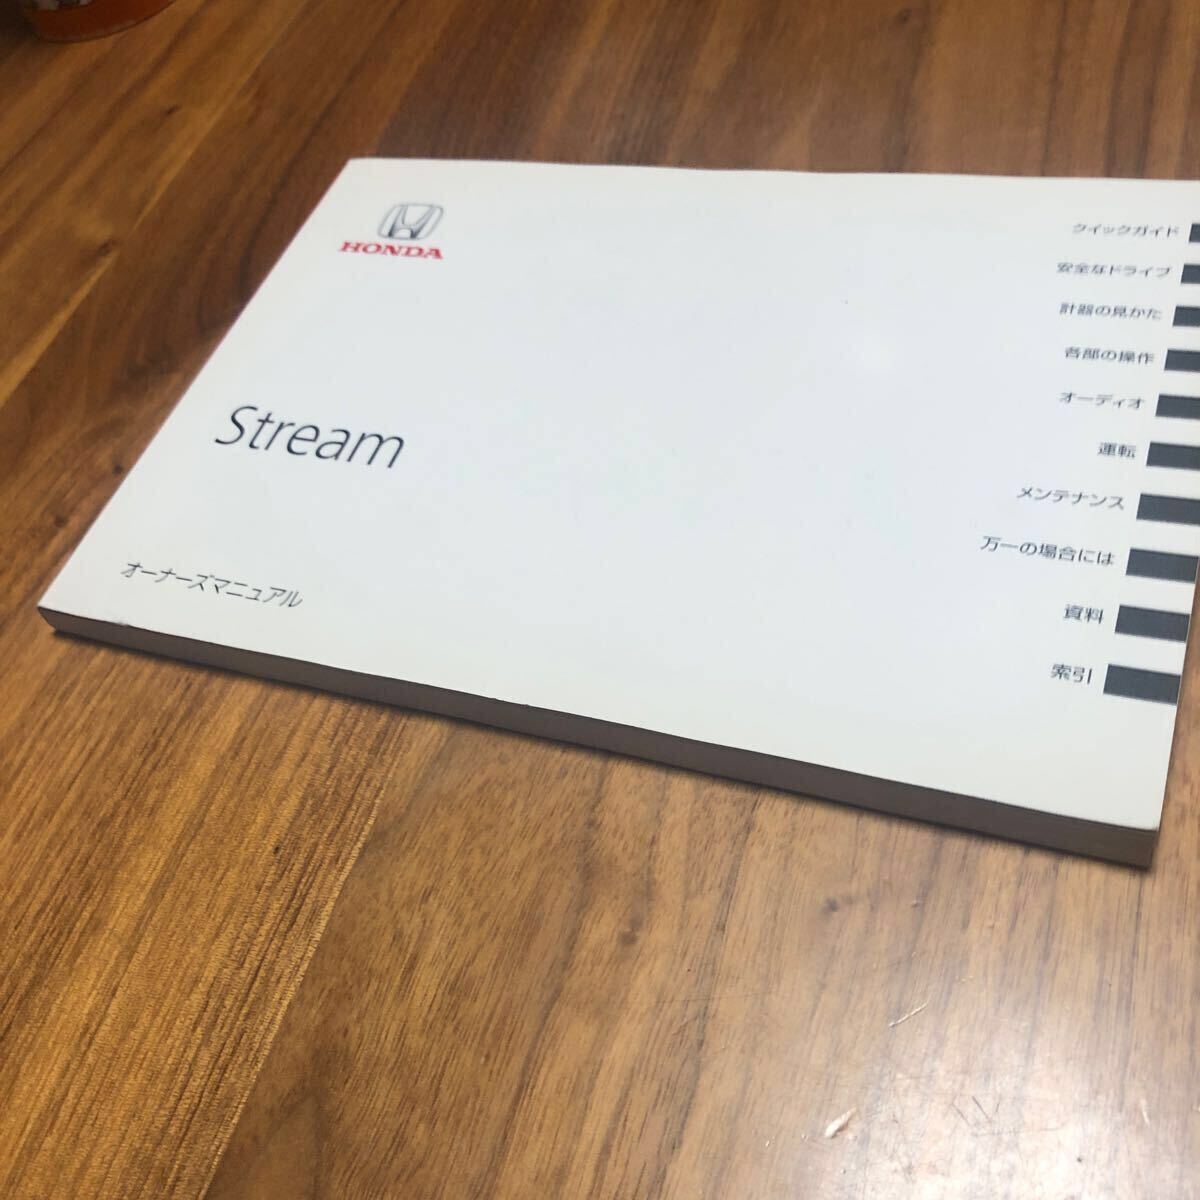 HONDA
Stream
オーナーズマニュアル
クイックガイド
安全なドライブ
計器の見かた
各部の操作
オーディオ
運転
メンテナンス
万一の場合には
資料
索引